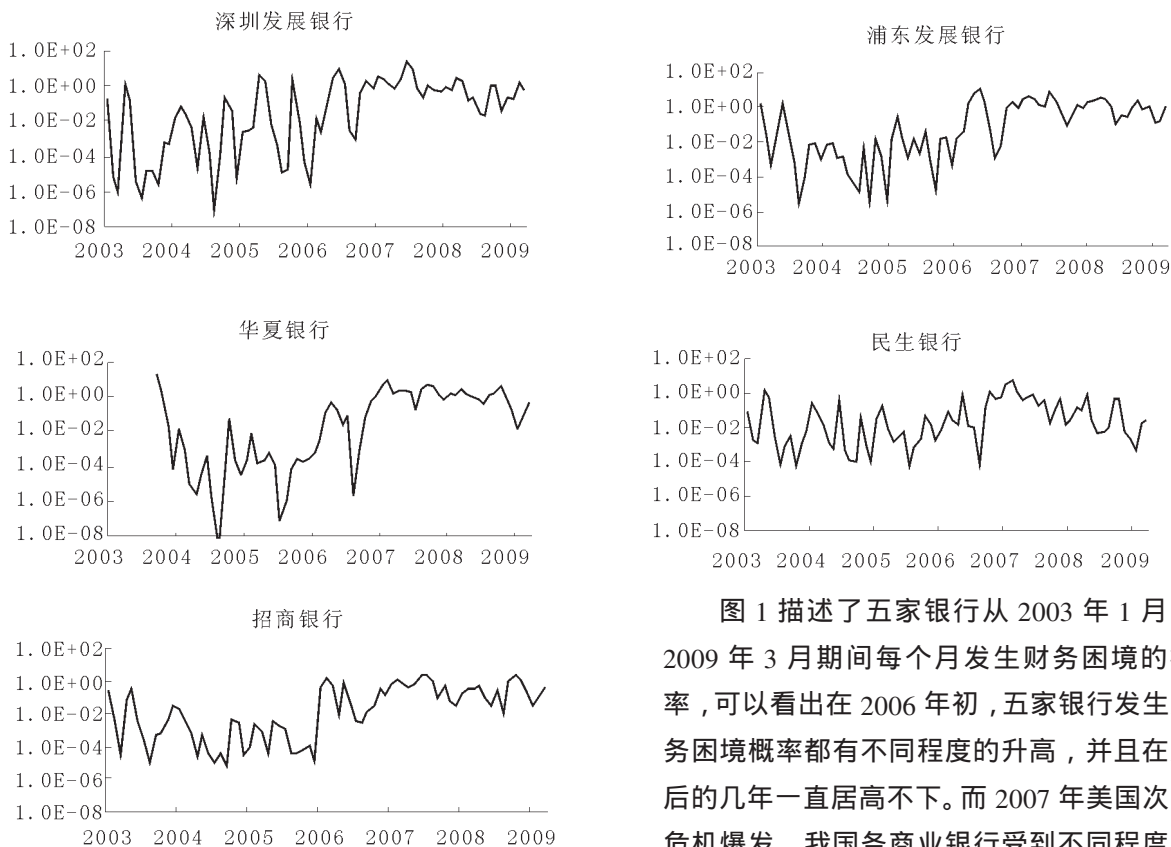 深圳发展银行
1.0E+02
1.0E+00
1.0E-02
1.0E-04
1.0E-06
1.0E-08
2003 2004 2005 2006 2007 2008 2009
浦东发展银行
1.0E+02
1.0E+00
1.0E-02
1.0E-04
1.0E-06
1.0E-08
2003 2004 2005 2006 2007 2008 2009
华夏银行
1.0E+02
1.0E+00
1.0E-02
1.0E-04
1.0E-06
1.0E-08
2003 2004 2005 2006 2007 2008 2009
民生银行
1.0E+02
1.0E+00
1.0E-02
1.0E-04
1.0E-06
1.0E-08
2003 2004 2005 2006 2007 2008 2009
招商银行
1.0E+02
1.0E+00
1.0E-02
1.0E-04
1.0E-06
1.0E-08
2003 2004 2005 2006 2007 2008 2009
图 1 描述了五家银行从 2003 年 1 月
2009 年 3 月期间每个月发生财务困境的
率，可以看出在 2006 年初，五家银行发生
务困境概率都有不同程度的升高，并且在
后的几年一直居高不下。而 2007 年美国次
危机爆发，我国各商业银行受到不同程度